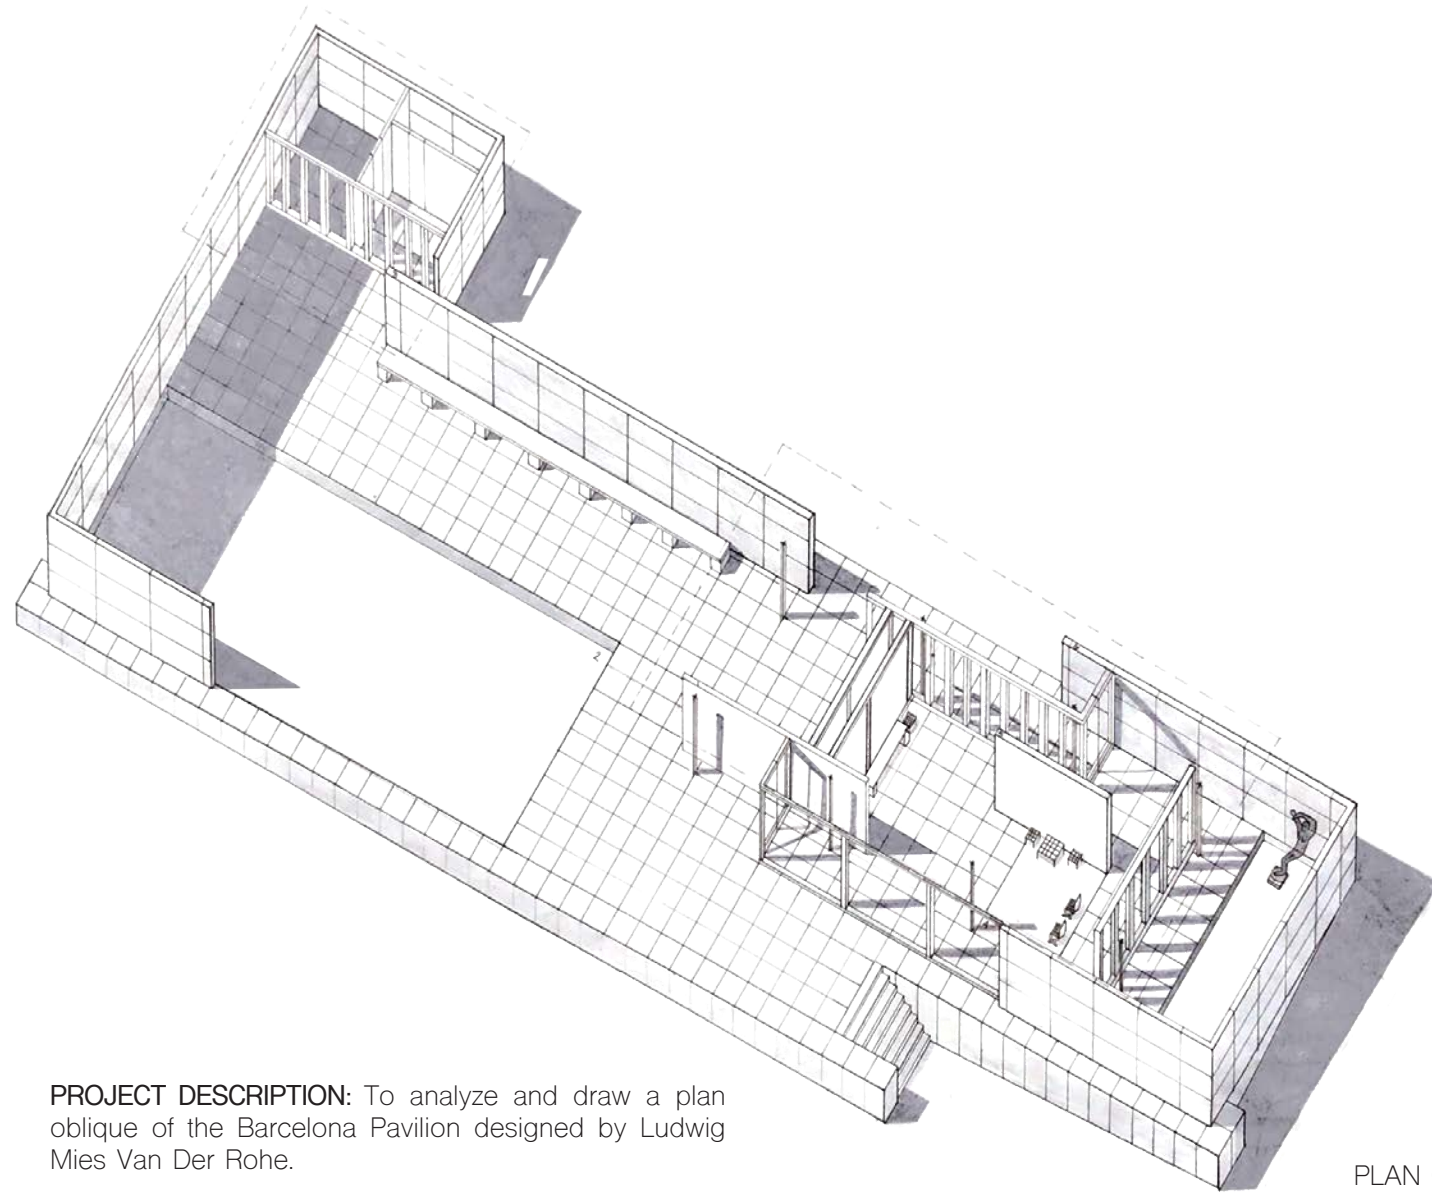 PROJECT DESCRIPTION: To analyze and draw a plan
oblique of the Barcelona Pavilion designed by Ludwig
Mies Van Der Rohe.
PLAN